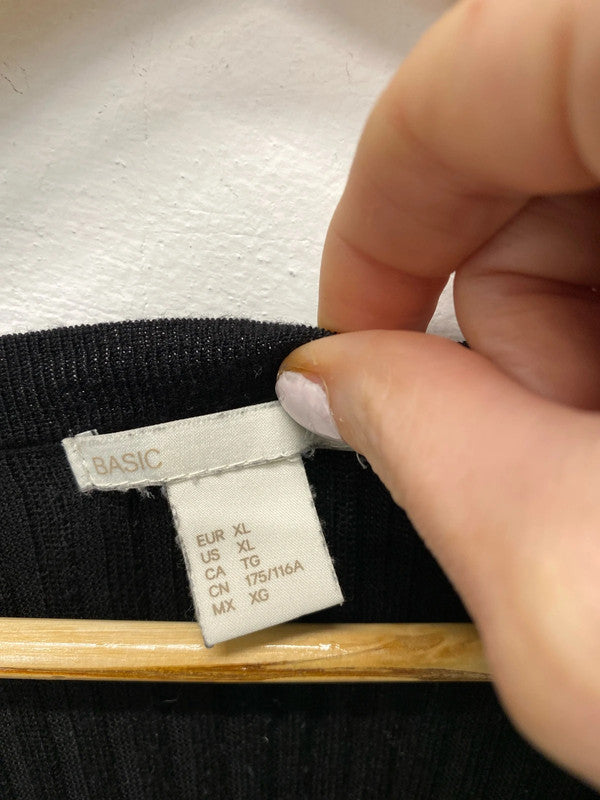 BASIC
EUR XL
US XL
CA TG
CN 175/116A
MX XG